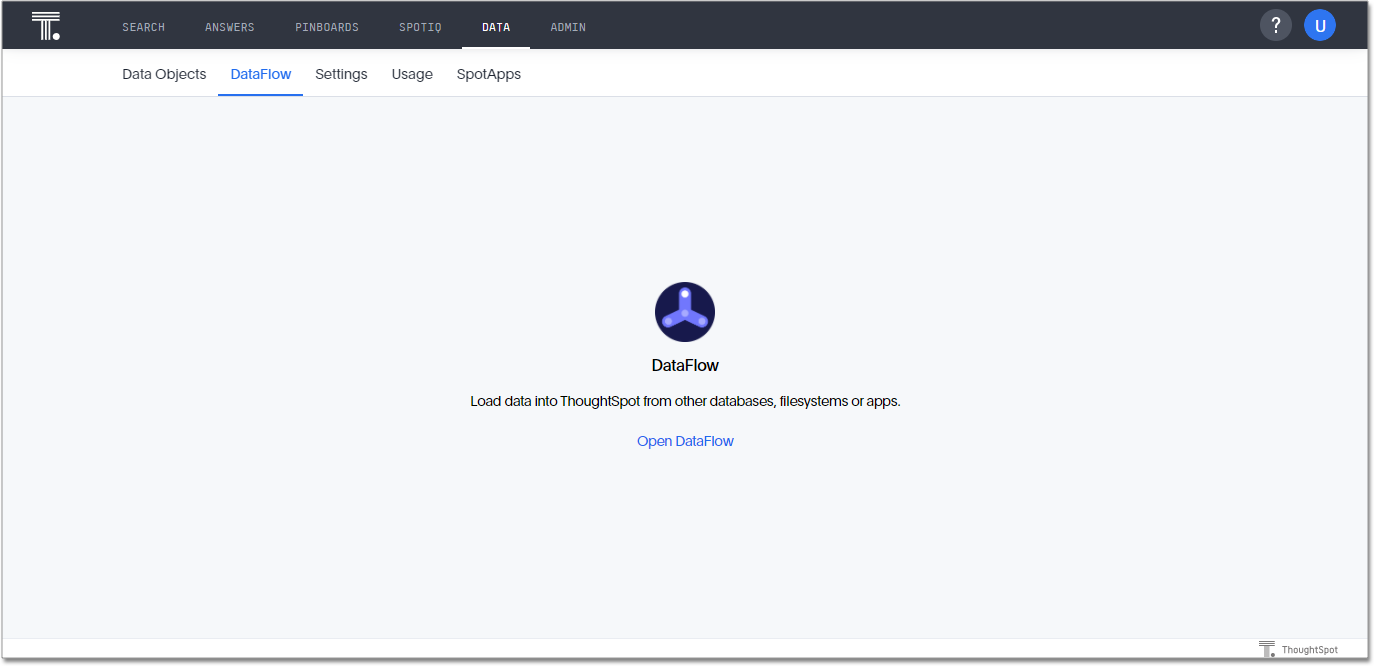 T. SEARCH ANSWERS PINBOARDS SPOTIQ DATA ADMIN ? U
Data Objects DataFlow Settings Usage SpotApps
DataFlow
Load data into ThoughtSpot from other databases, filesystems or apps.
Open DataFlow
T. ThoughtSpot